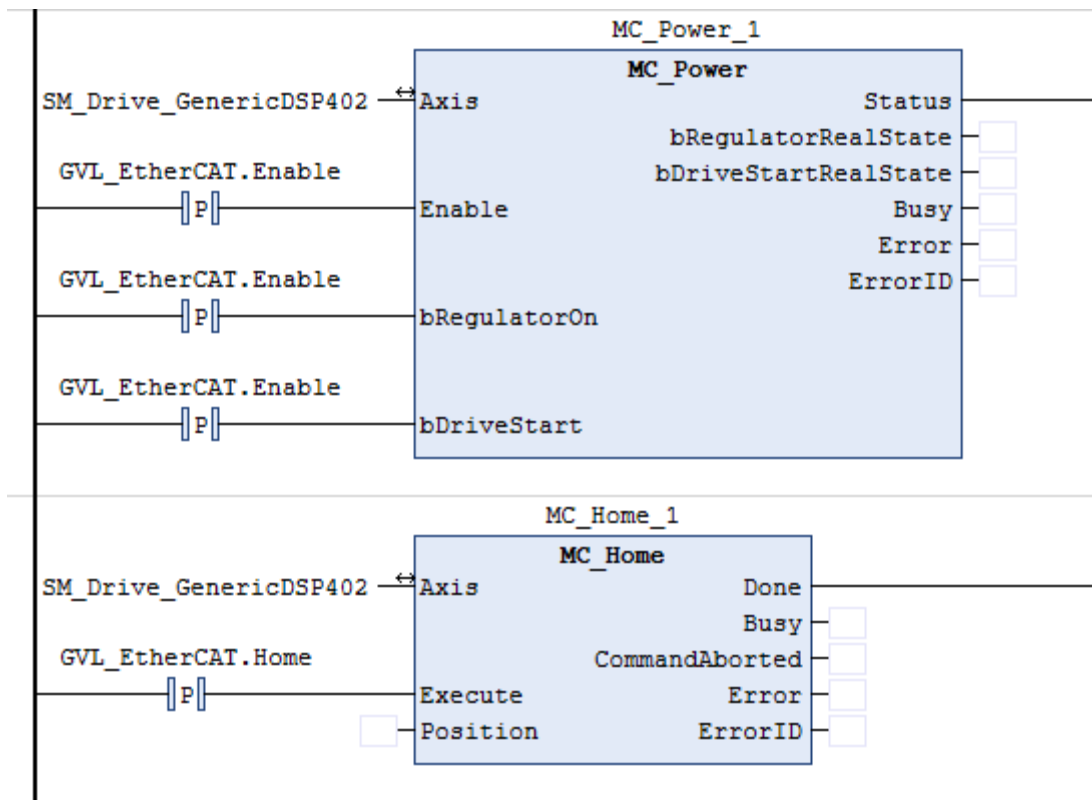 MC_Power_1
MC_Power
SM_Drive_GenericDSP402 Axis Status
bRegulatorRealState
GVL_EtherCAT.Enable bDriveStartRealState
P Enable Busy
Error
GVL_EtherCAT.Enable ErrorID
P bRegulatorOn
GVL_EtherCAT.Enable
P bDriveStart
MC_Home_1
MC_Home
SM_Drive_GenericDSP402 Axis Done
Busy
GVL_EtherCAT.Home CommandAborted
P Execute Error
Position ErrorID